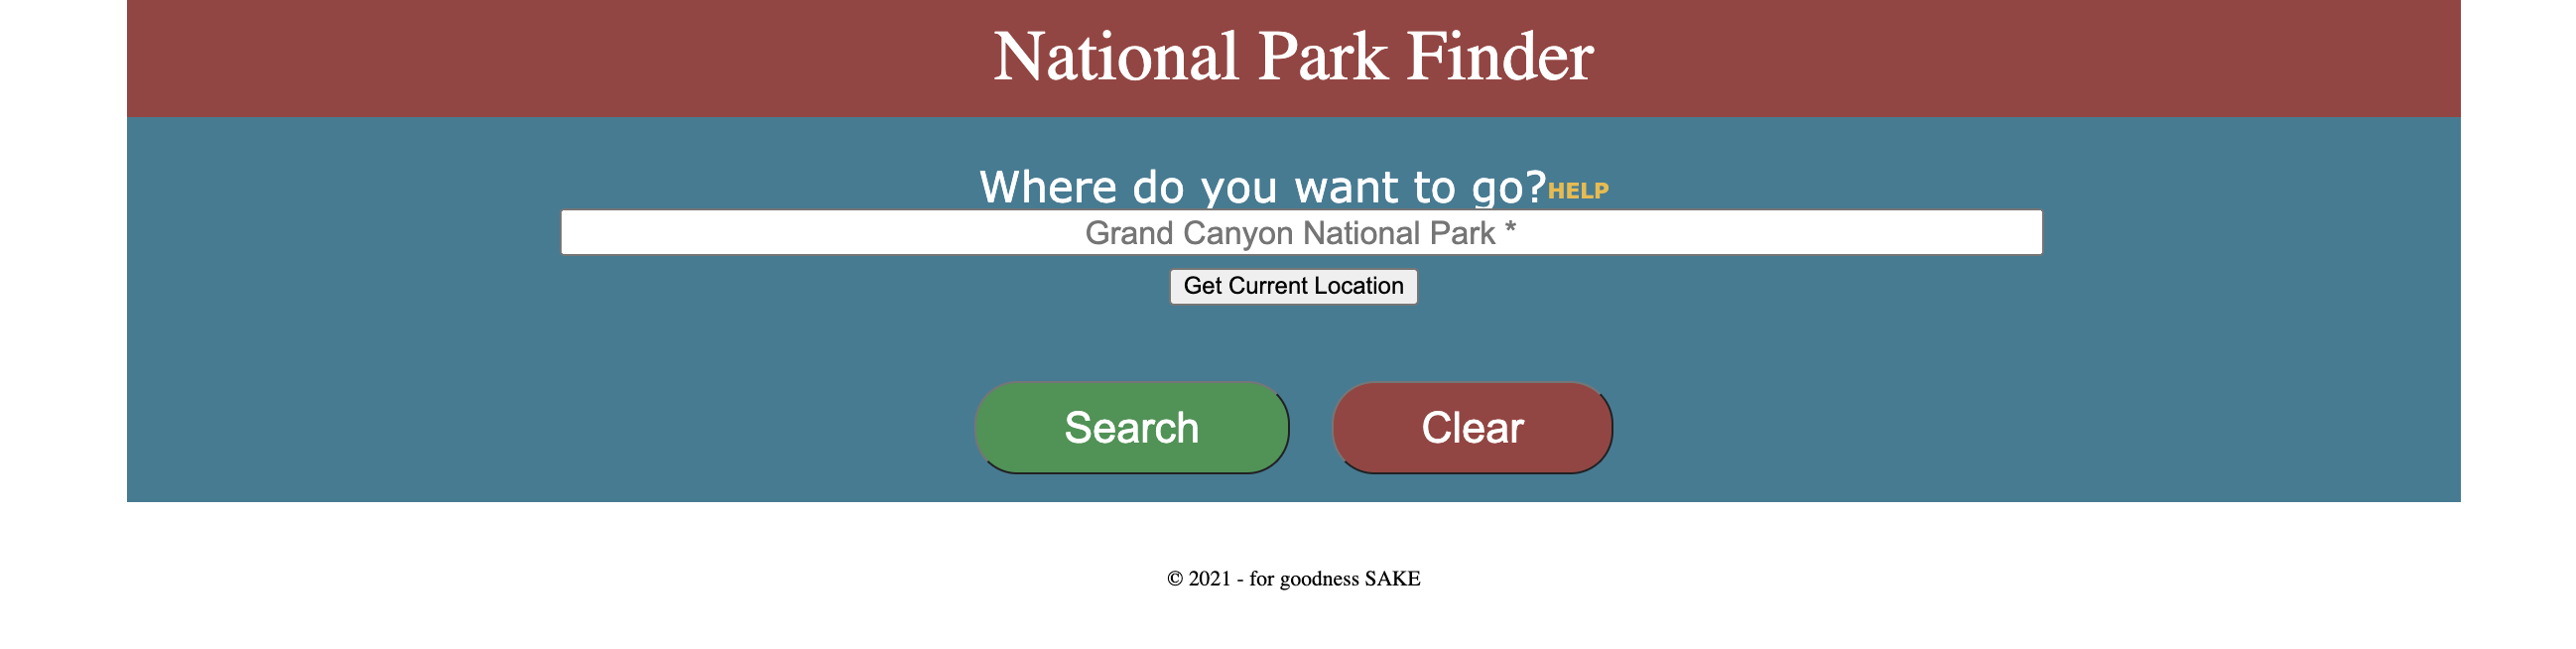 National Park Finder
Where do you want to go?HELP
Grand Canyon National Park *
Get Current Location
Search Clear
© 2021 - for goodness SAKE